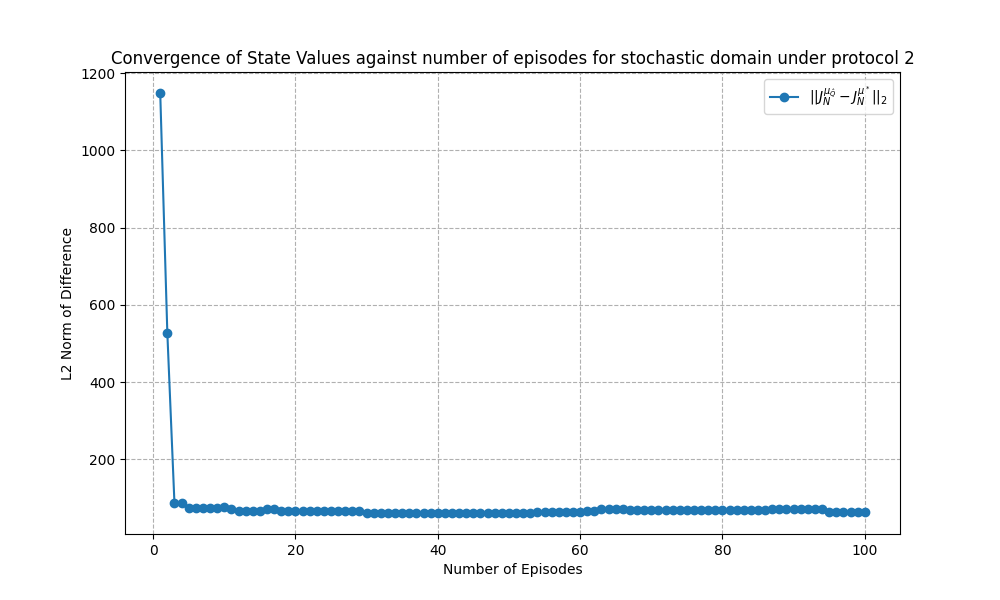 Convergence of State Values against number of episodes for stochastic domain under protocol 2
||J_N^{μ_{Q̂}} − J_N^{μ^*}||_2
1200
1000
800
600
400
200
L2 Norm of Difference
0 20 40 60 80 100
Number of Episodes